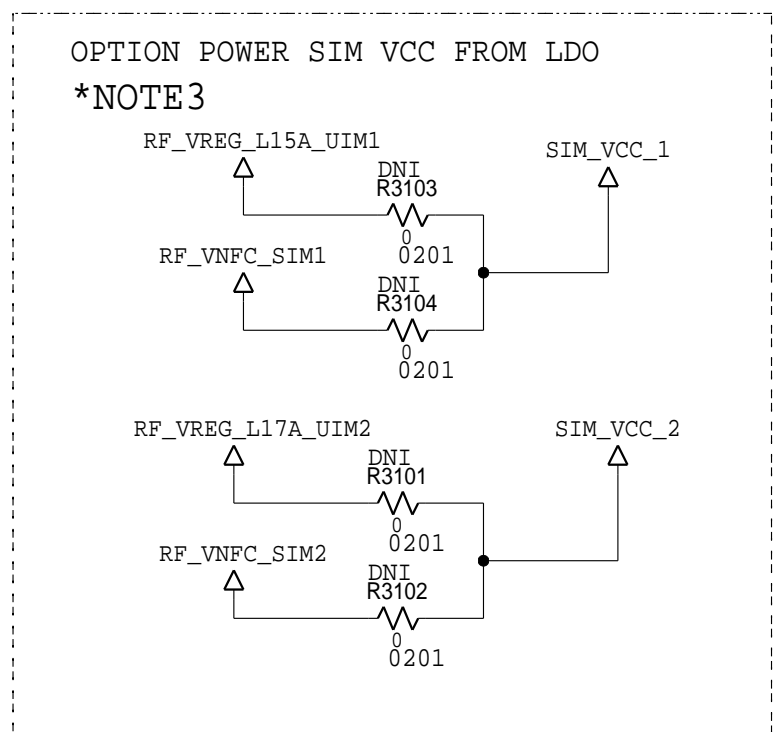 OPTION POWER SIM VCC FROM LDO
*NOTE3
RF_VREG_L15A_UIM1
SIM_VCC_1
DNI
R3103
0
0201
RF_VNFC_SIM1
DNI
R3104
0
0201
RF_VREG_L17A_UIM2
SIM_VCC_2
DNI
R3101
0
0201
RF_VNFC_SIM2
DNI
R3102
0
0201